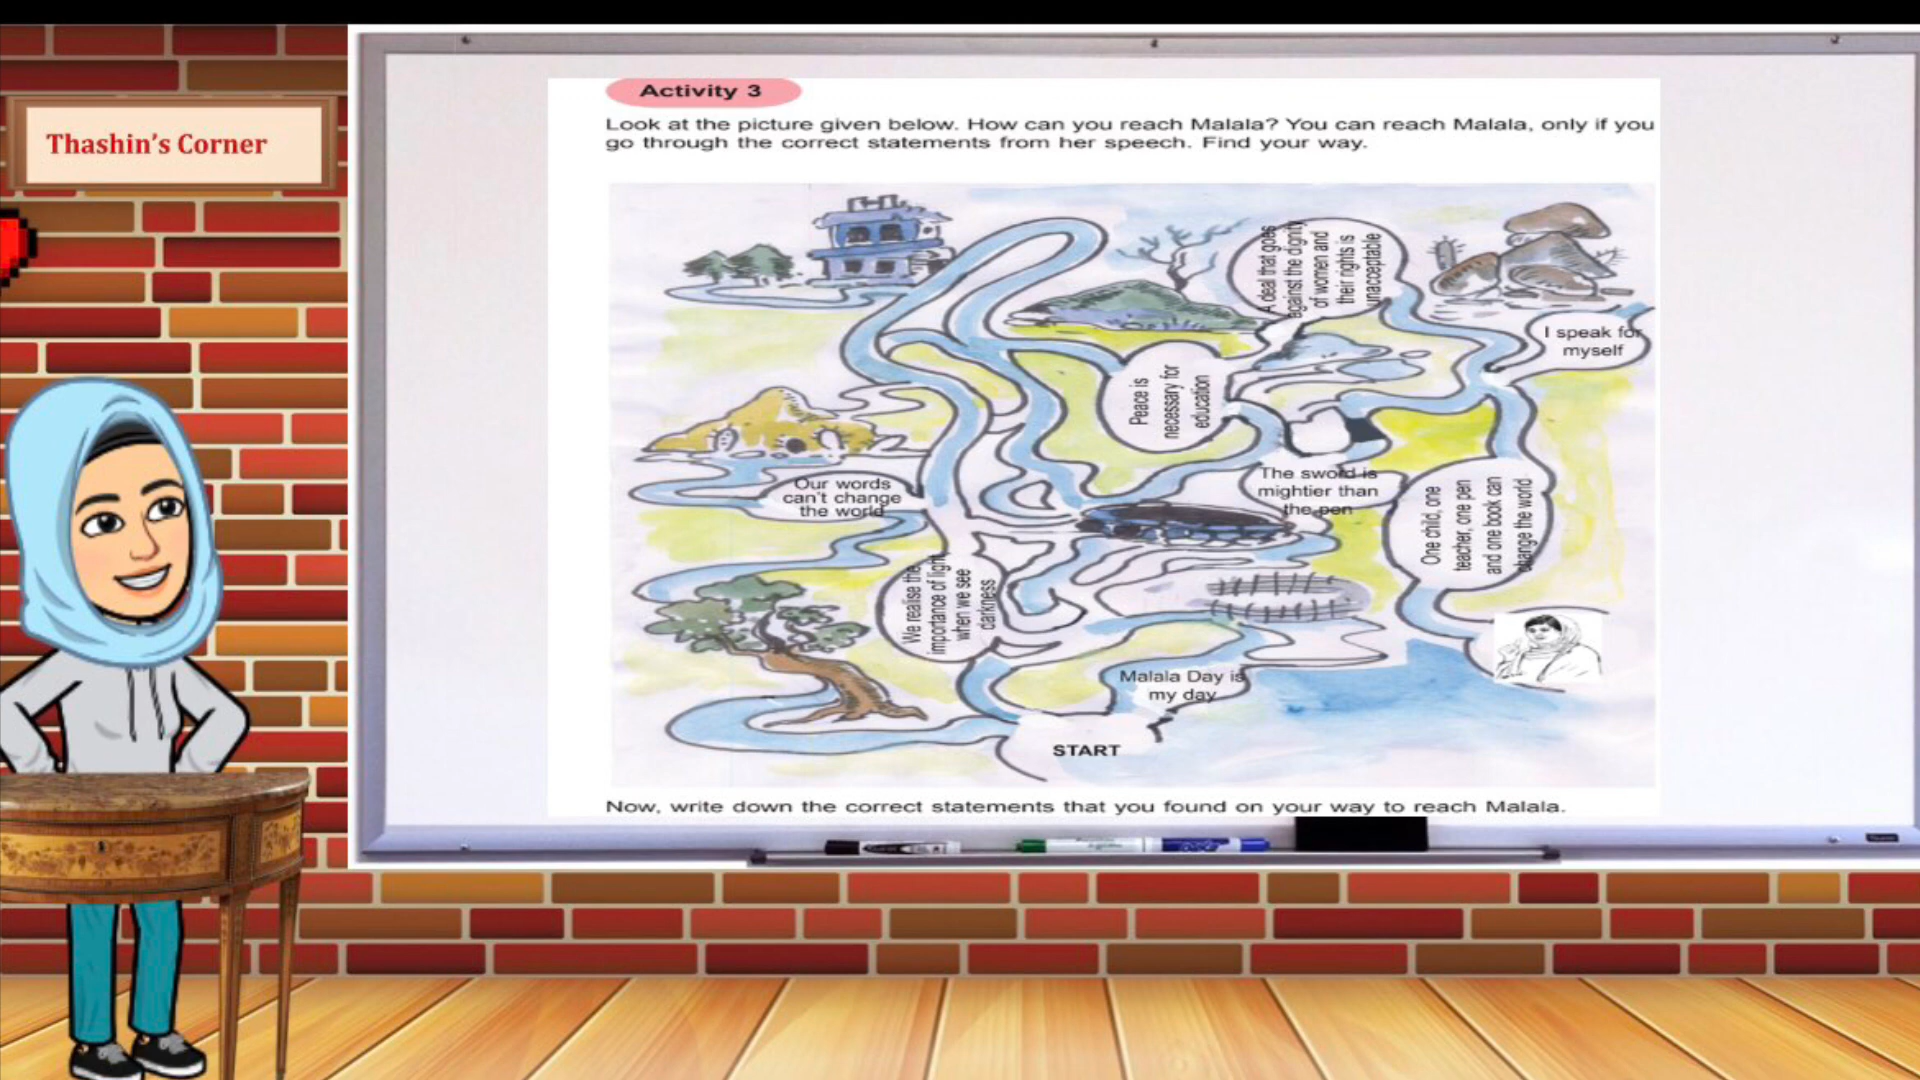 Thashin's Corner
Activity 3
Look at the picture given below. How can you reach Malala? You can reach Malala, only if you
go through the correct statements from her speech. Find your way.
A deal that goes
against the dignity
of women and
their rights is
unacceptable
I speak for
myself
Peace is
necessary for
education
Our words
can't change
the world
The sword is
mightier than
the pen
One child, one
teacher, one pen
and one book can
change the world
We realise the
importance of light
when we see
darkness
Malala Day is
my day
START
Now, write down the correct statements that you found on your way to reach Malala.